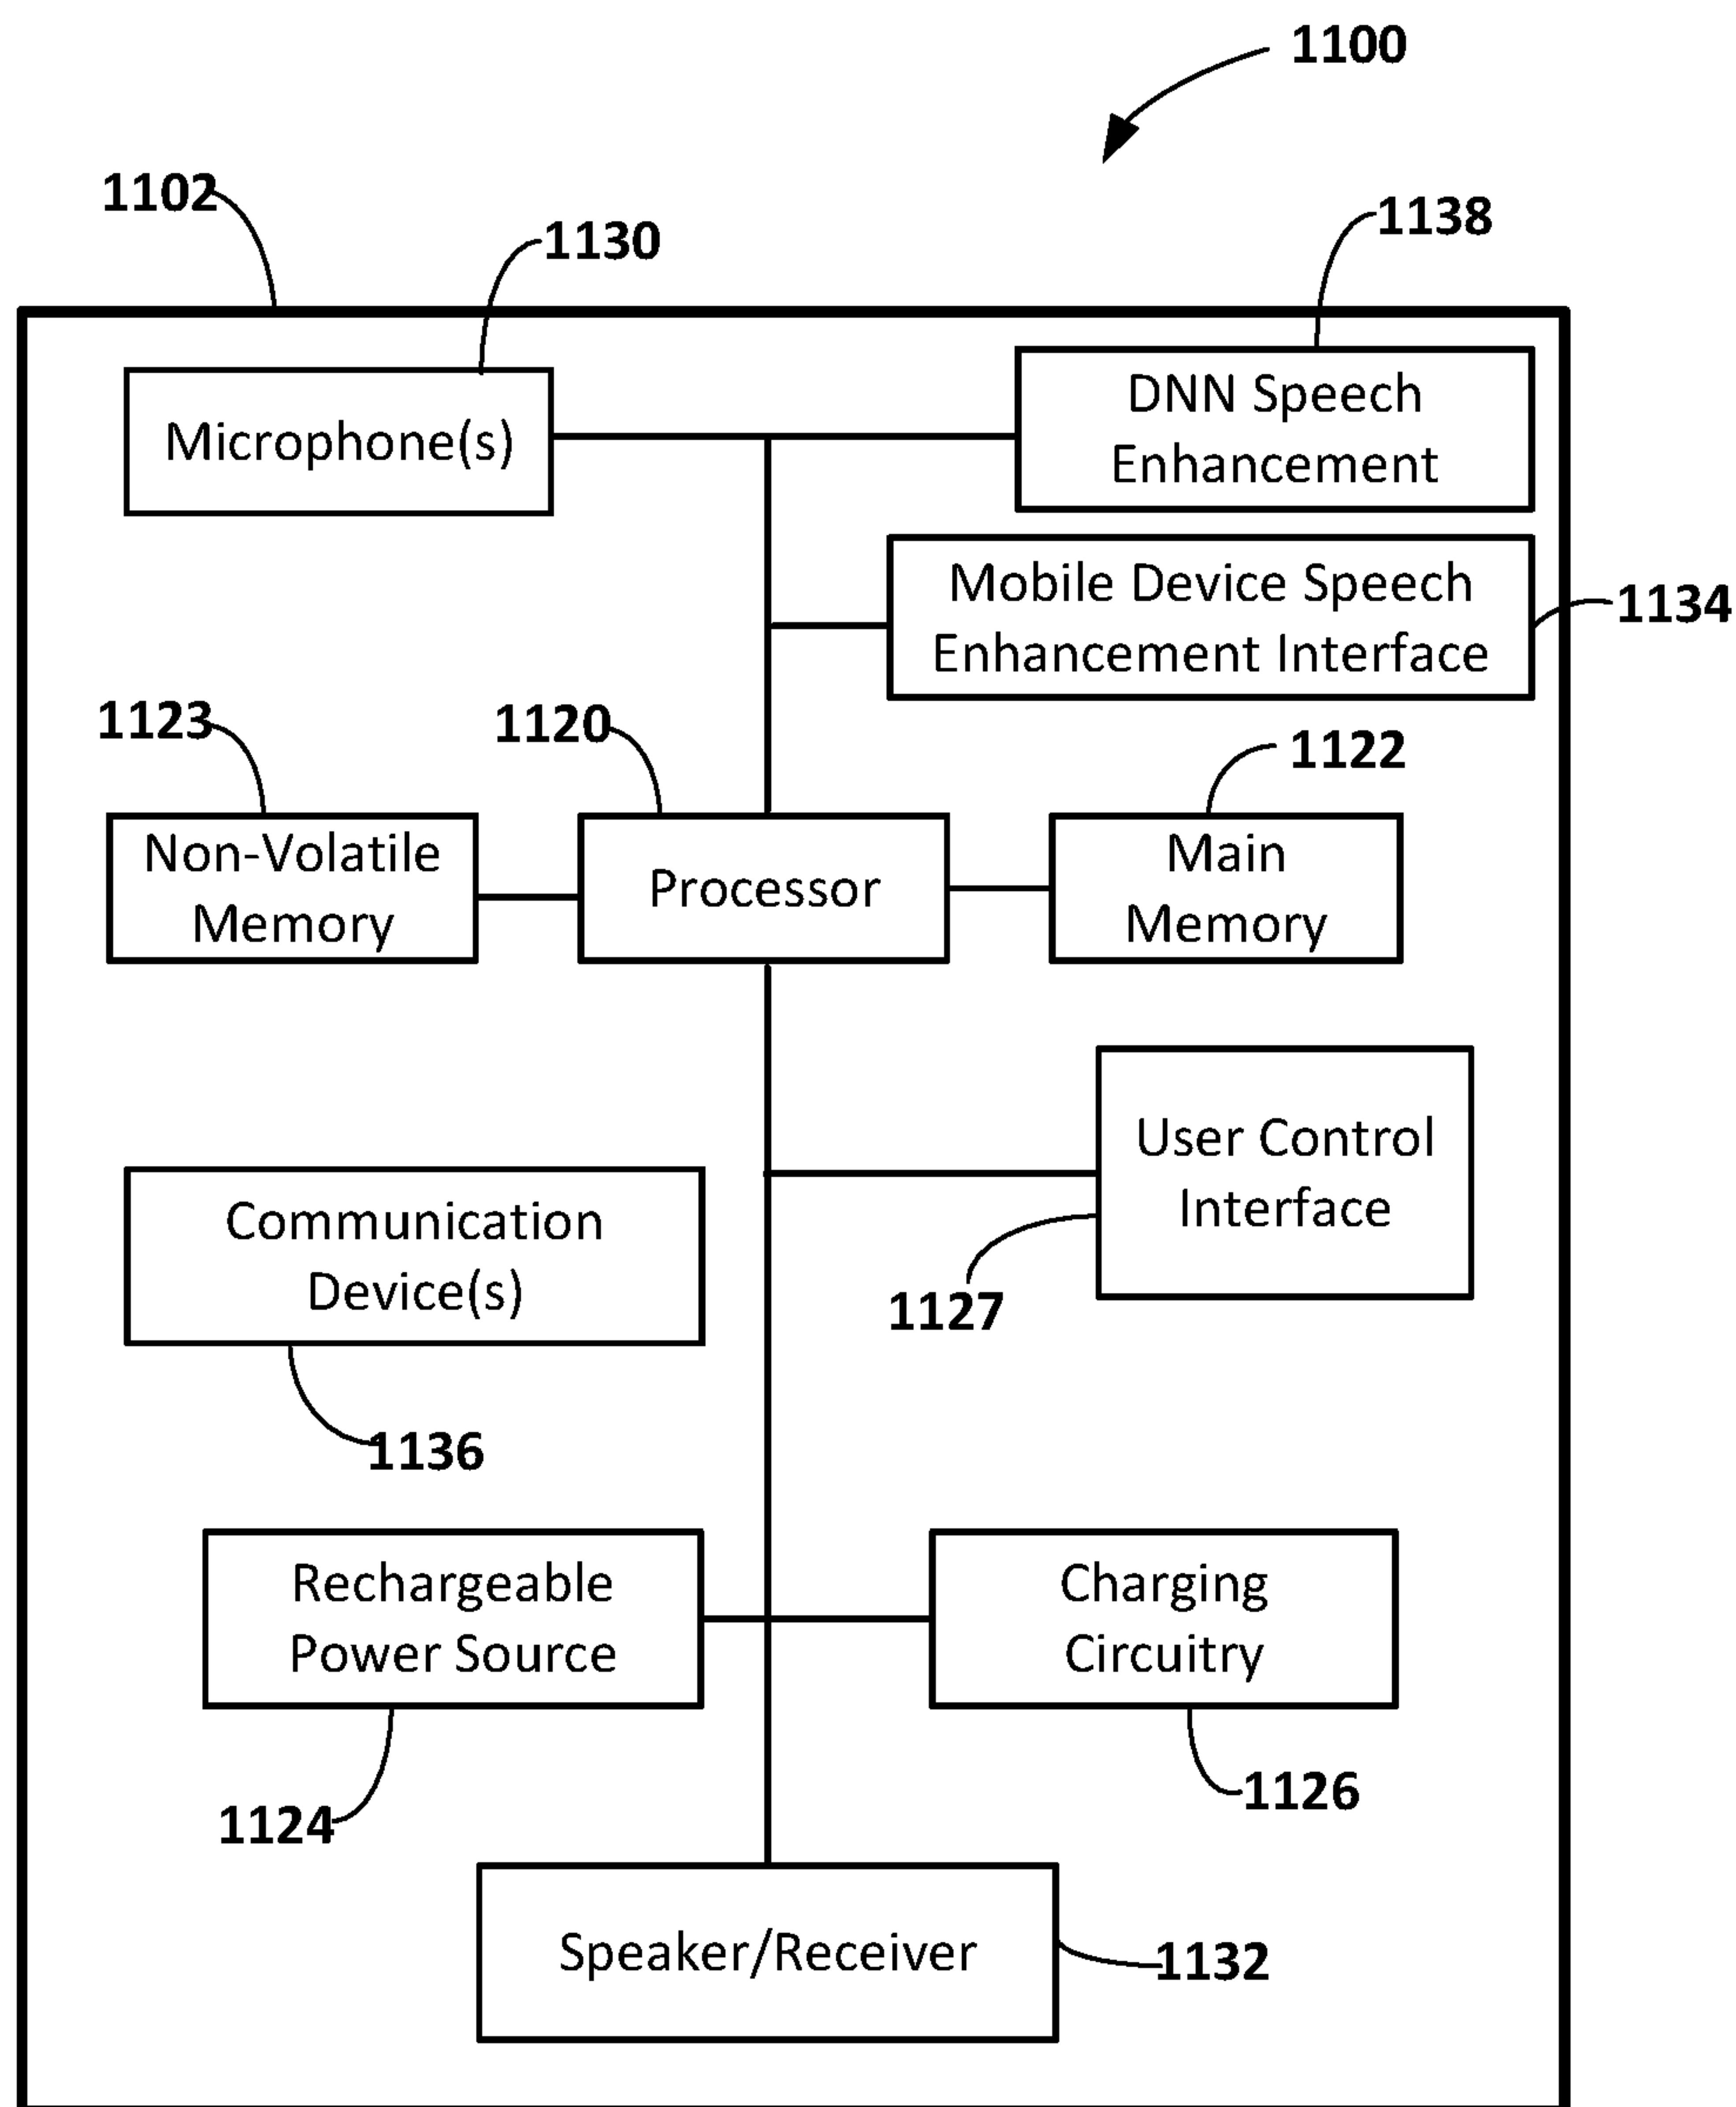 1100
1102
1130
1138
Microphone(s)
DNN Speech
Enhancement
Mobile Device Speech
Enhancement Interface
1134
1123
1120
1122
Non-Volatile
Memory
Processor
Main
Memory
User Control
Interface
1127
Communication
Device(s)
1136
Rechargeable
Power Source
Charging
Circuitry
1124
1126
Speaker/Receiver
1132